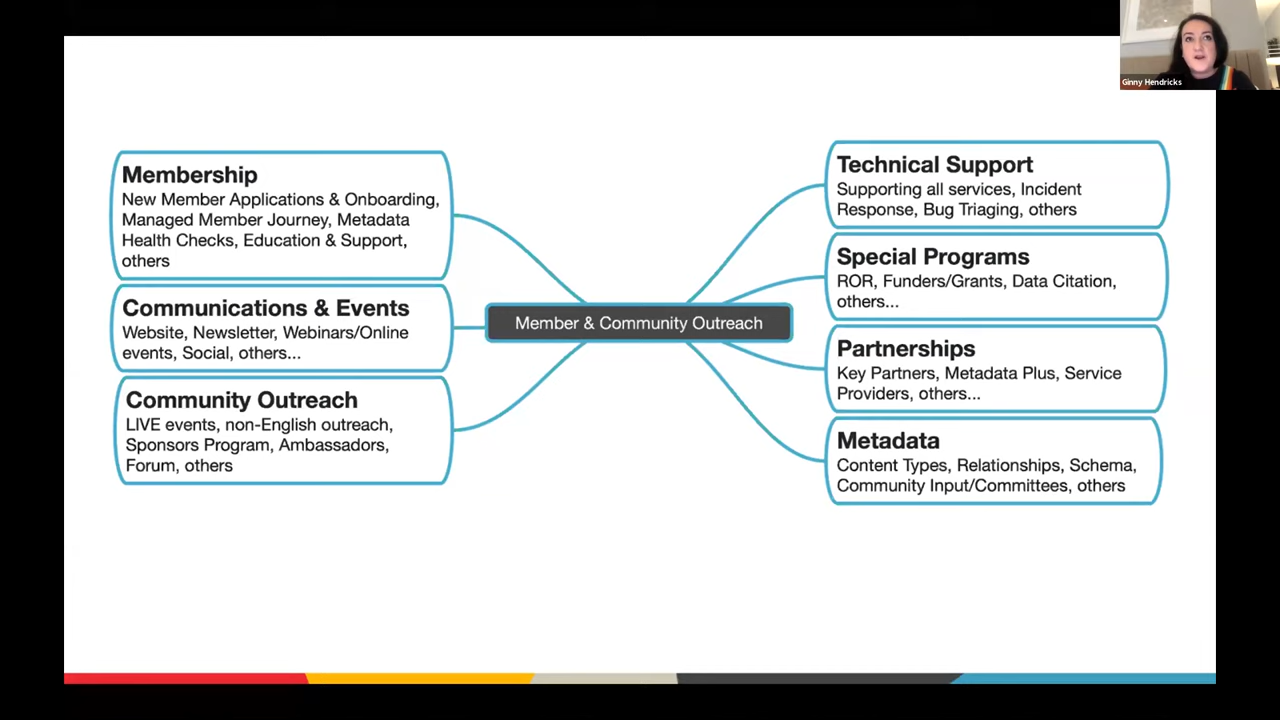 Ginny Hendricks
Membership
New Member Applications & Onboarding,
Managed Member Journey, Metadata
Health Checks, Education & Support,
others
Communications & Events
Website, Newsletter, Webinars/Online
events, Social, others...
Community Outreach
LIVE events, non-English outreach,
Sponsors Program, Ambassadors,
Forum, others
Member & Community Outreach
Technical Support
Supporting all services, Incident
Response, Bug Triaging, others
Special Programs
ROR, Funders/Grants, Data Citation,
others...
Partnerships
Key Partners, Metadata Plus, Service
Providers, others...
Metadata
Content Types, Relationships, Schema,
Community Input/Committees, others